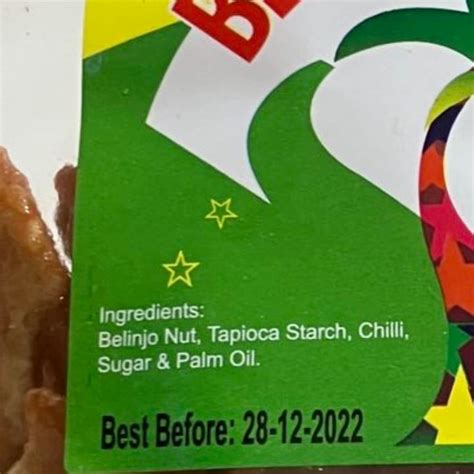 Ingredients:
Belinjo Nut, Tapioca Starch, Chilli,
Sugar & Palm Oil.
Best Before: 28-12-2022